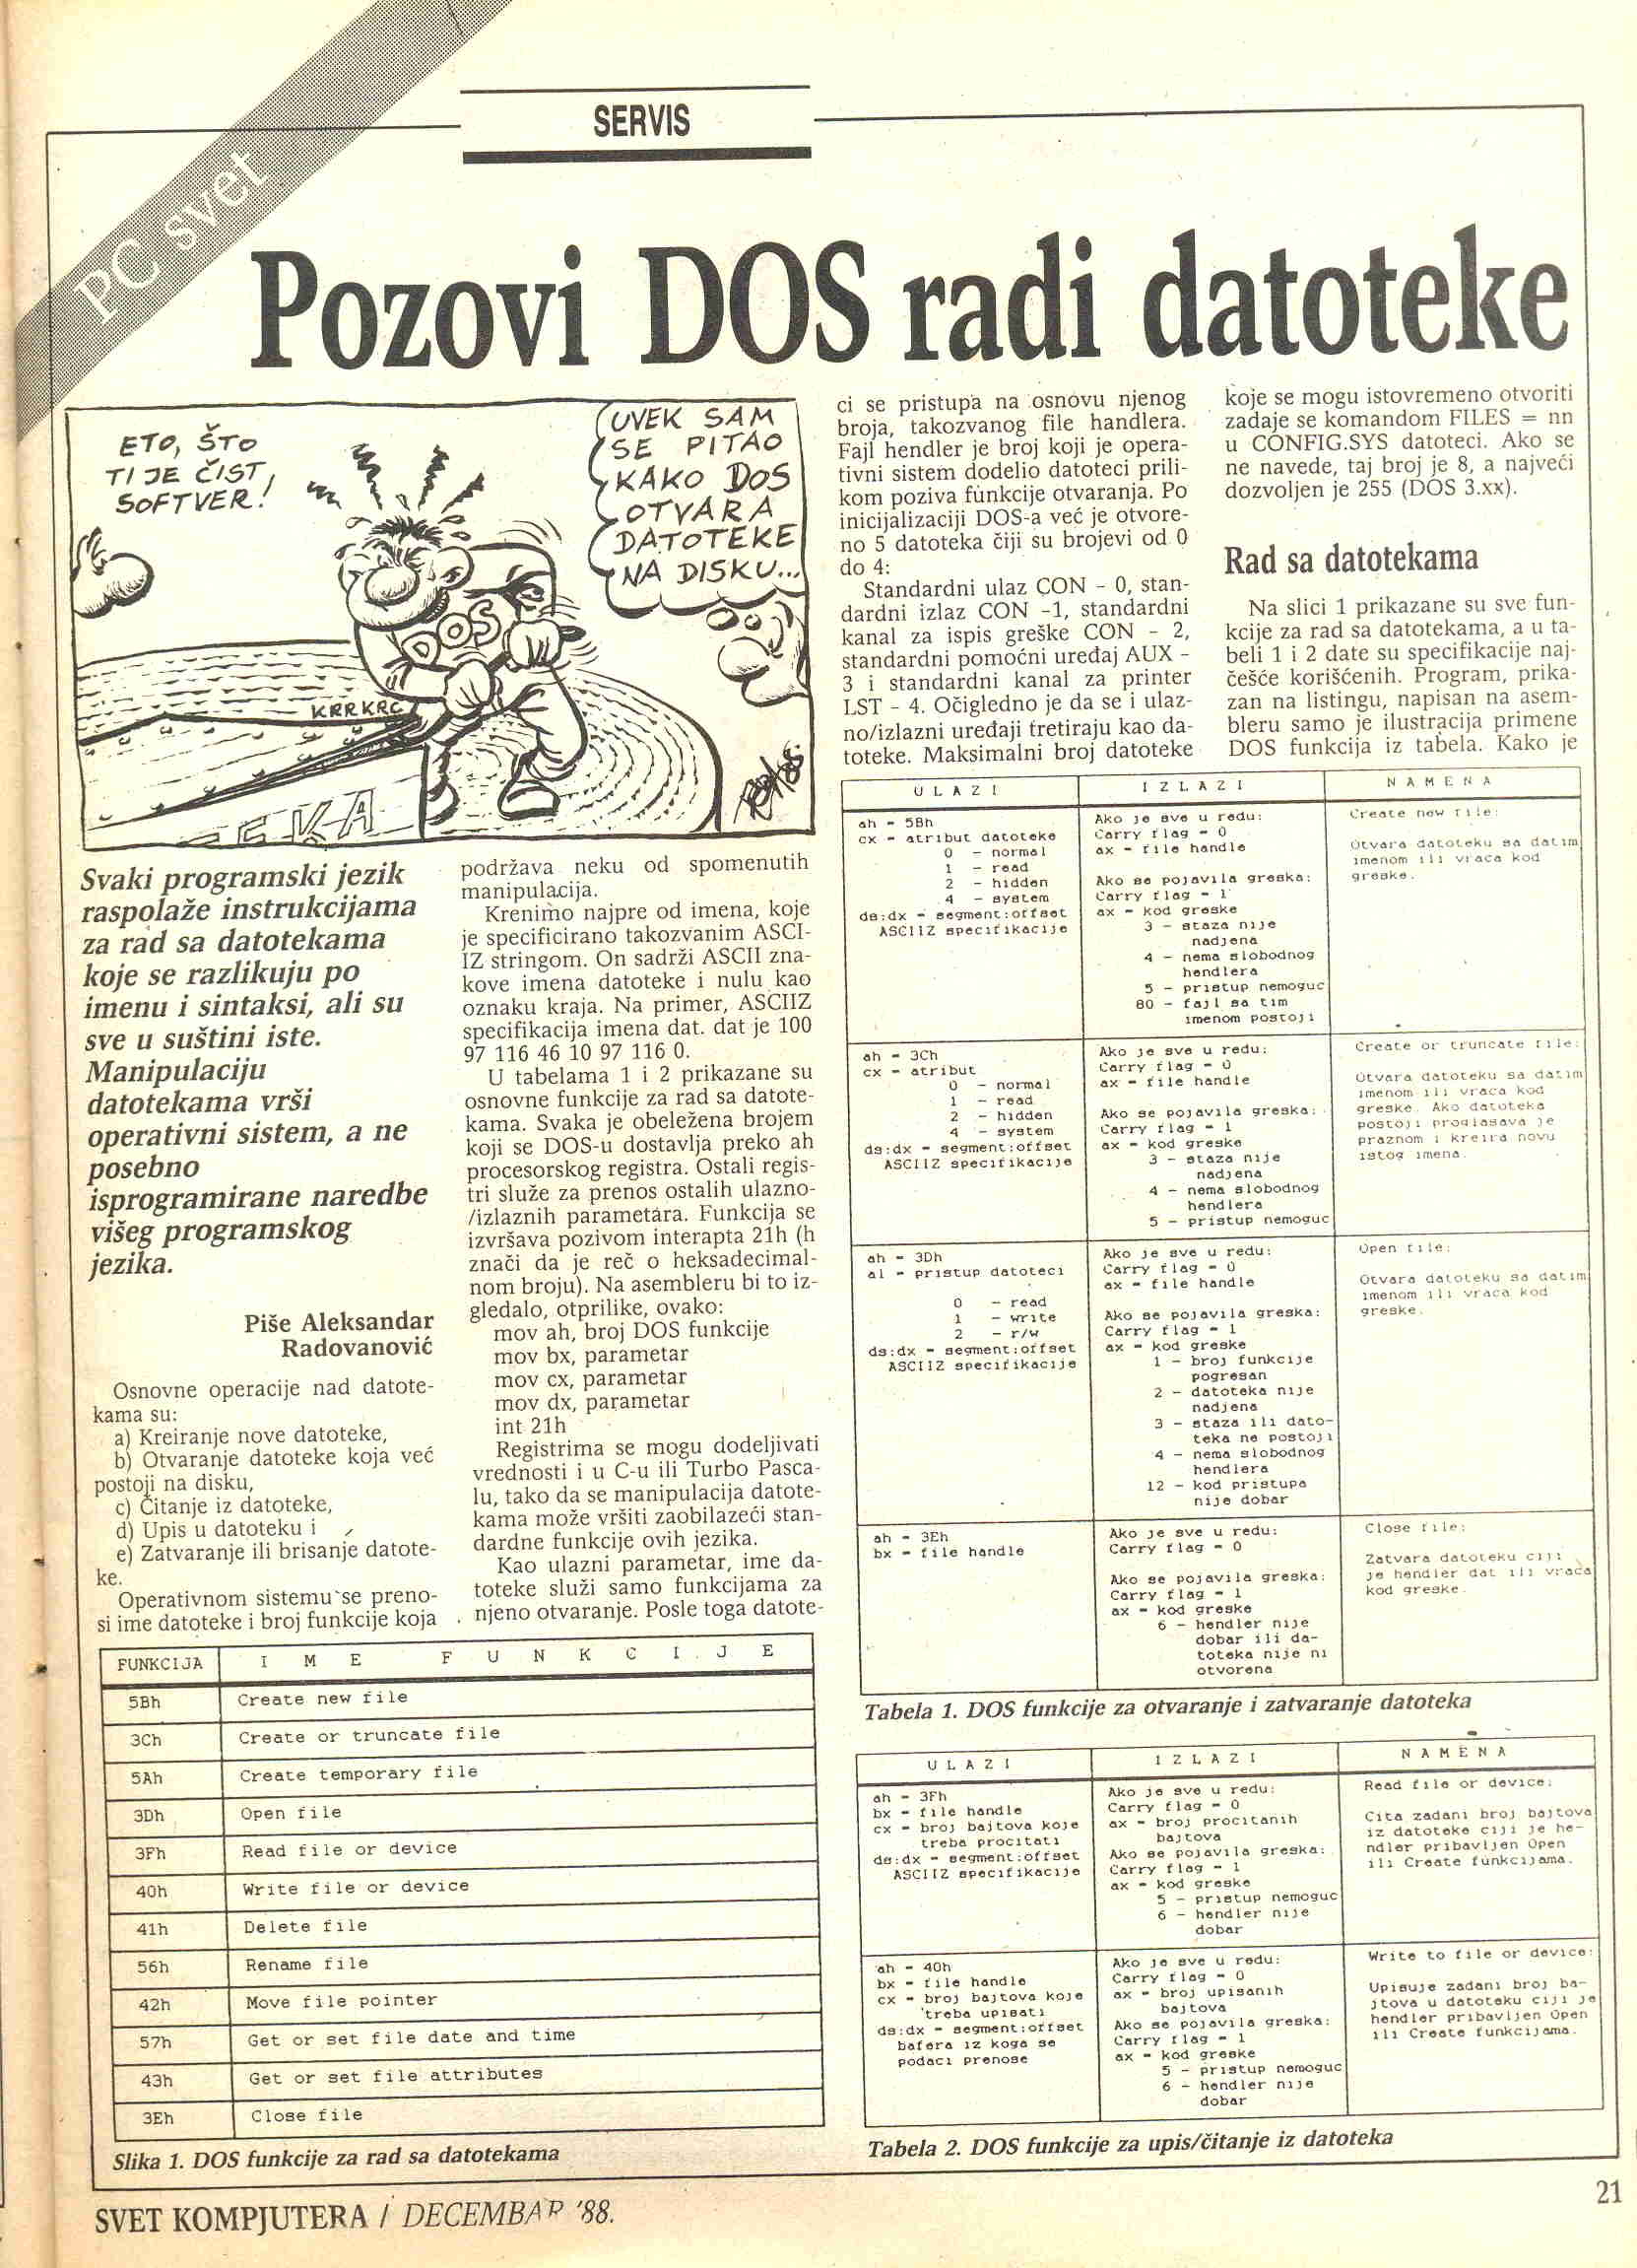 SERVIS
PC svet
Pozovi DOS radi datoteke
ETO, ŠTO
TI JE ČIST
SOFTVER!
UVEK SAM
SE PITAO
KAKO DOS
OTVARA
DATOTEKE
NA DISKU...
DOS
KRRKRC
Svaki programski jezik
raspolaže instrukcijama
za rad sa datotekama
koje se razlikuju po
imenu i sintaksi, ali su
sve u suštini iste.
Manipulaciju
datotekama vrši
operativni sistem, a ne
posebno
isprogramirane naredbe
višeg programskog
jezika.
Piše Aleksandar
Radovanović
Osnovne operacije nad datote-
kama su:
a) Kreiranje nove datoteke,
b) Otvaranje datoteke koja već
postoji na disku,
c) Čitanje iz datoteke,
d) Upis u datoteku i
e) Zatvaranje ili brisanje datote-
ke.
Operativnom sistemu se preno-
si ime datoteke i broj funkcije koja
podržava neku od spomenutih
manipulacija.
Krenimo najpre od imena, koje
je specificirano takozvanim ASCI-
IZ stringom. On sadrži ASCII zna-
kove imena datoteke i nulu kao
oznaku kraja. Na primer, ASCIIZ
specifikacija imena dat. dat je 100
97 116 46 10 97 116 0.
U tabelama 1 i 2 prikazane su
osnovne funkcije za rad sa datote-
kama. Svaka je obeležena brojem
koji se DOS-u dostavlja preko ah
procesorskog registra. Ostali regis-
tri služe za prenos ostalih ulazno-
/izlaznih parametara. Funkcija se
izvršava pozivom interapta 21h (h
znači da je reč o heksadecimal-
nom broju). Na asembleru bi to iz-
gledalo, otprilike, ovako:
mov ah, broj DOS funkcije
mov bx, parametar
mov cx, parametar
mov dx, parametar
int 21h
Registrima se mogu dodeljivati
vrednosti i u C-u ili Turbo Pasca-
lu, tako da se manipulacija datote-
kama može vršiti zaobilazeći stan-
dardne funkcije ovih jezika.
Kao ulazni parametar, ime da-
toteke služi samo funkcijama za
njeno otvaranje. Posle toga datote-
ci se pristupa na osnovu njenog
broja, takozvanog file handlera.
Fajl hendler je broj koji je opera-
tivni sistem dodelio datoteci prili-
kom poziva funkcije otvaranja. Po
inicijalizaciji DOS-a već je otvore-
no 5 datoteka čiji su brojevi od 0
do 4:
Standardni ulaz CON – 0, stan-
dardni izlaz CON –1, standardni
kanal za ispis greške CON – 2,
standardni pomoćni uređaj AUX –
3 i standardni kanal za printer
LST – 4. Očigledno je da se i ulaz-
no/izlazni uređaji tretiraju kao da-
toteke. Maksimalni broj datoteke
koje se mogu istovremeno otvoriti
zadaje se komandom FILES = nn
u CONFIG.SYS datoteci. Ako se
ne navede, taj broj je 8, a najveći
dozvoljen je 255 (DOS 3.xx).
Rad sa datotekama
Na slici 1 prikazane su sve fun-
kcije za rad sa datotekama, a u ta-
beli 1 i 2 date su specifikacije naj-
češće korišćenih. Program, prika-
zan na listingu, napisan na asem-
bleru samo je ilustracija primene
DOS funkcija iz tabela. Kako je
FUNKCIJA I M E F U N K C I J E
5Bh Create new file
3Ch Create or truncate file
5Ah Create temporary file
3Dh Open file
3Fh Read file or device
40h Write file or device
41h Delete file
56h Rename file
42h Move file pointer
57h Get or set file date and time
43h Get or set file attributes
3Eh Close file
Slika 1. DOS funkcije za rad sa datotekama
U L A Z I I Z L A Z I N A M E N A
ah = 5Bh
cx = atribut datoteke
0 - normal
1 - read
2 - hidden
4 - system
ds:dx = segment:offset
ASCIIZ specifikacije
Ako je sve u redu:
Carry flag = 0
ax = file handle
Ako se pojavila greska:
Carry flag = 1
ax = kod greske
3 - staza nije
nadjena
4 - nema slobodnog
hendlera
5 - pristup nemoguc
80 - fajl sa tim
imenom postoji
Create new file:
Otvara datoteku sa datim
imenom ili vraca kod
greske.
ah = 3Ch
cx = atribut
0 - normal
1 - read
2 - hidden
4 - system
ds:dx = segment:offset
ASCIIZ specifikacije
Ako je sve u redu:
Carry flag = 0
ax = file handle
Ako se pojavila greska:
Carry flag = 1
ax = kod greske
3 - staza nije
nadjena
4 - nema slobodnog
hendlera
5 - pristup nemoguc
Create or truncate file:
Otvara datoteku sa datim
imenom ili vraca kod
greske. Ako datoteka
postoji proglasava je
praznom i kreira novu
istog imena.
ah = 3Dh
al = pristup datoteci
0 - read
1 - write
2 - r/w
ds:dx = segment:offset
ASCIIZ specifikacije
Ako je sve u redu:
Carry flag = 0
ax = file handle
Ako se pojavila greska:
Carry flag = 1
ax = kod greske
1 - broj funkcije
pogresan
2 - datoteka nije
nadjena
3 - staza ili dato-
teka ne postoji
4 - nema slobodnog
hendlera
12 - kod pristupa
nije dobar
Open file:
Otvara datoteku sa datim
imenom ili vraca kod
greske.
ah = 3Eh
bx = file handle
Ako je sve u redu:
Carry flag = 0
Ako se pojavila greska:
Carry flag = 1
ax = kod greske
6 - hendler nije
dobar ili da-
toteka nije ni
otvorena
Close file:
Zatvara datoteku ciji
je hendler dat ili vraca
kod greske.
Tabela 1. DOS funkcije za otvaranje i zatvaranje datoteka
U L A Z I I Z L A Z I N A M E N A
ah = 3Fh
bx = file handle
cx = broj bajtova koje
treba procitati
ds:dx = segment:offset
ASCIIZ specifikacije
Ako je sve u redu:
Carry flag = 0
ax = broj procitanih
bajtova
Ako se pojavila greska:
Carry flag = 1
ax = kod greske
5 - pristup nemoguc
6 - hendler nije
dobar
Read file or device:
Cita zadani broj bajtova
iz datoteke ciji je he-
ndler pribavljen Open
ili Create funkcijama.
ah = 40h
bx = file handle
cx = broj bajtova koje
treba upisati
ds:dx = segment:offset
bafera iz koga se
podaci prenose
Ako je sve u redu:
Carry flag = 0
ax = broj upisanih
bajtova
Ako se pojavila greska:
Carry flag = 1
ax = kod greske
5 - pristup nemoguc
6 - hendler nije
dobar
Write to file or device:
Upisuje zadani broj ba-
jtova u datoteku ciji je
hendler pribavljen Open
ili Create funkcijama.
Tabela 2. DOS funkcije za upis/čitanje iz datoteka
SVET KOMPJUTERA / DECEMBAR '88.
21